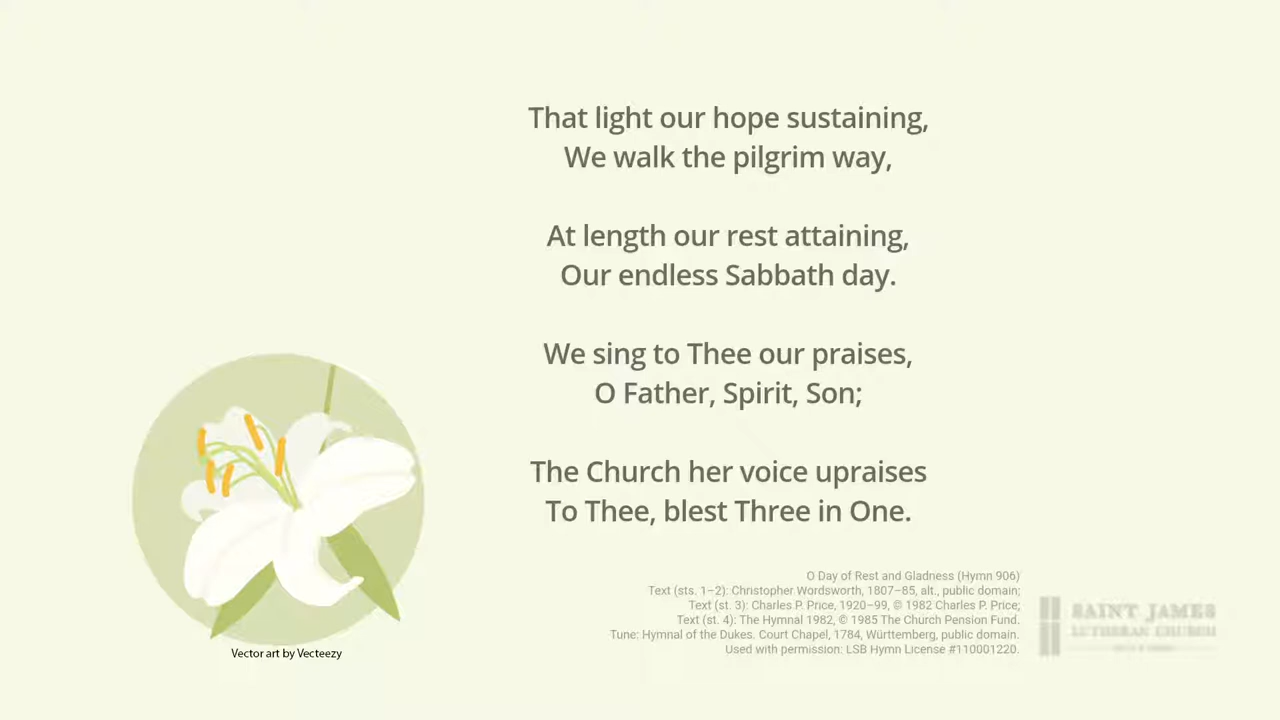 That light our hope sustaining,
We walk the pilgrim way,
At length our rest attaining,
Our endless Sabbath day.
We sing to Thee our praises,
O Father, Spirit, Son;
The Church her voice upraises
To Thee, blest Three in One.
O Day of Rest and Gladness (Hymn 906)
Text (sts. 1–2): Christopher Wordsworth, 1807–85, alt., public domain;
Text (st. 3): Charles P. Price, 1920–99, © 1982 Charles P. Price;
Text (st. 4): The Hymnal 1982, © 1985 The Church Pension Fund.
Tune: Hymnal of the Dukes. Court Chapel, 1784, Württemberg, public domain.
Used with permission: LSB Hymn License #110001220.
SAINT JAMES
LUTHERAN CHURCH
Vector art by Vecteezy